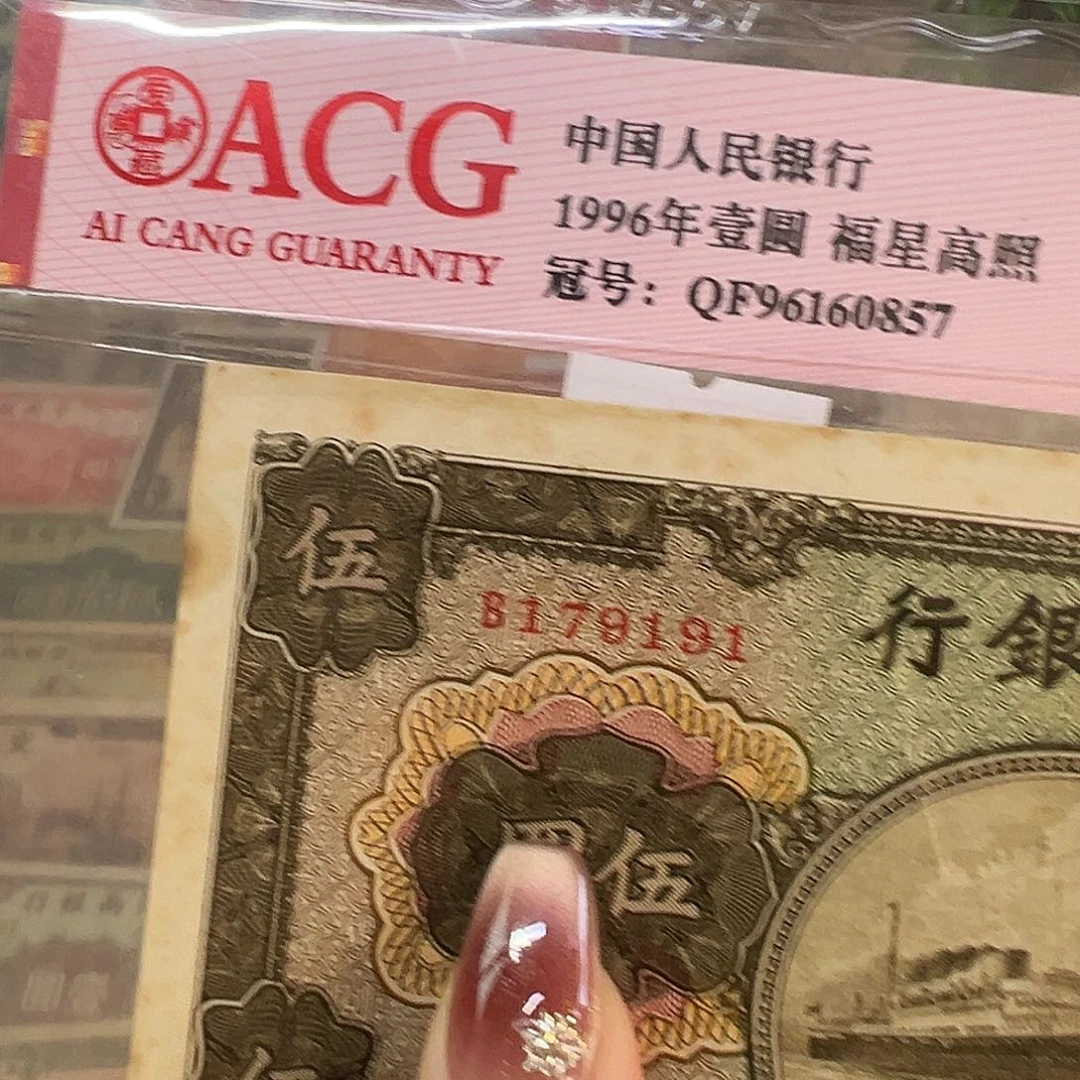 ACG
AI CANG GUARANTY
中国人民银行
1996年壹圆 福星高照
冠号：QF96160857
伍
B179191
行銀
圓伍